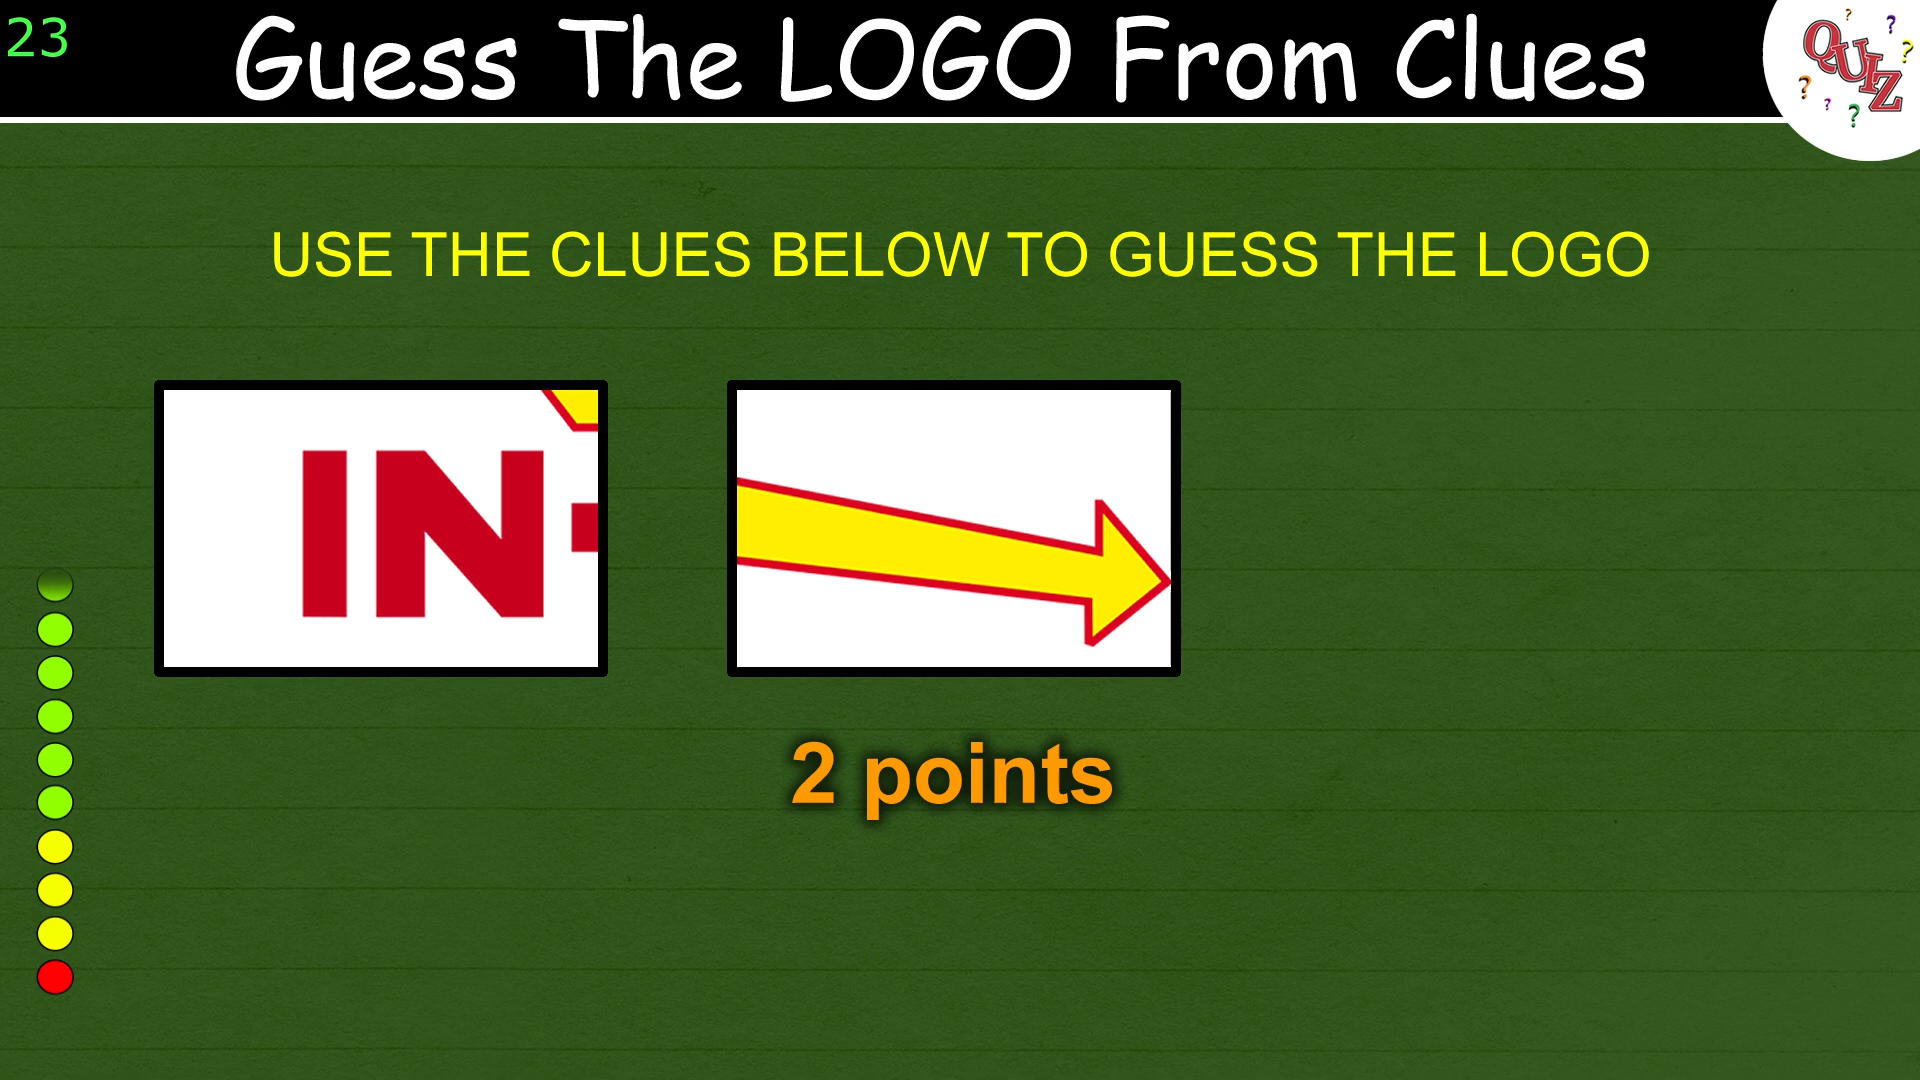 23
Guess The LOGO From Clues
QUIZ
USE THE CLUES BELOW TO GUESS THE LOGO
IN-
2 points